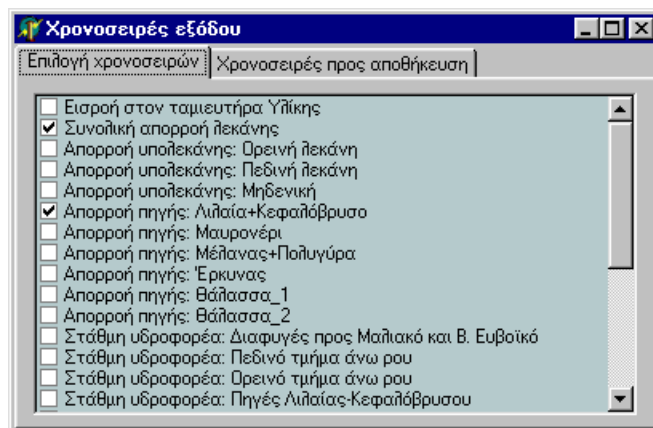 Χρονοσειρές εξόδου
Επιλογή χρονοσειρών Χρονοσειρές προς αποθήκευση
Εισροή στον ταμιευτήρα Υλίκης
Συνολική απορροή λεκάνης
Απορροή υπολεκάνης: Ορεινή λεκάνη
Απορροή υπολεκάνης: Πεδινή λεκάνη
Απορροή υπολεκάνης: Μηδενική
Απορροή πηγής: Λιλαία+Κεφαλόβρυσο
Απορροή πηγής: Μαυρονέρι
Απορροή πηγής: Μέλανας+Πολυγύρα
Απορροή πηγής: Έρκυνας
Απορροή πηγής: Θάλασσα_1
Απορροή πηγής: Θάλασσα_2
Στάθμη υδροφορέα: Διαφυγές προς Μαλιακό και Β. Ευβοϊκό
Στάθμη υδροφορέα: Πεδινό τμήμα άνω ρου
Στάθμη υδροφορέα: Ορεινό τμήμα άνω ρου
Στάθμη υδροφορέα: Πηγές Λιλαίας-Κεφαλόβρυσου